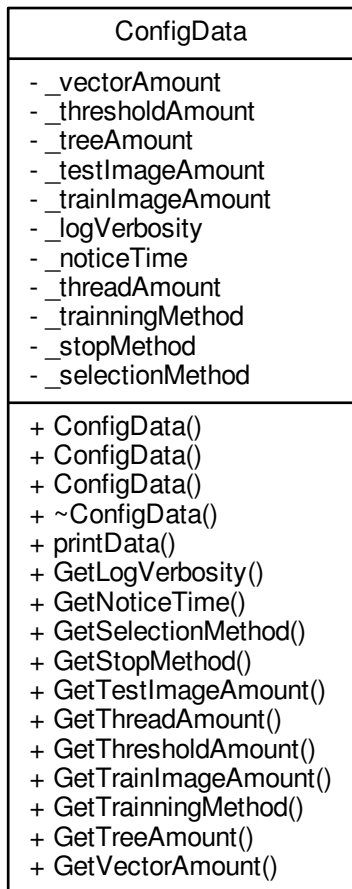 ConfigData
- _vectorAmount
- _thresholdAmount
- _treeAmount
- _testImageAmount
- _trainImageAmount
- _logVerbosity
- _noticeTime
- _threadAmount
- _trainningMethod
- _stopMethod
- _selectionMethod
+ ConfigData()
+ ConfigData()
+ ConfigData()
+ ~ConfigData()
+ printData()
+ GetLogVerbosity()
+ GetNoticeTime()
+ GetSelectionMethod()
+ GetStopMethod()
+ GetTestImageAmount()
+ GetThreadAmount()
+ GetThresholdAmount()
+ GetTrainImageAmount()
+ GetTrainningMethod()
+ GetTreeAmount()
+ GetVectorAmount()